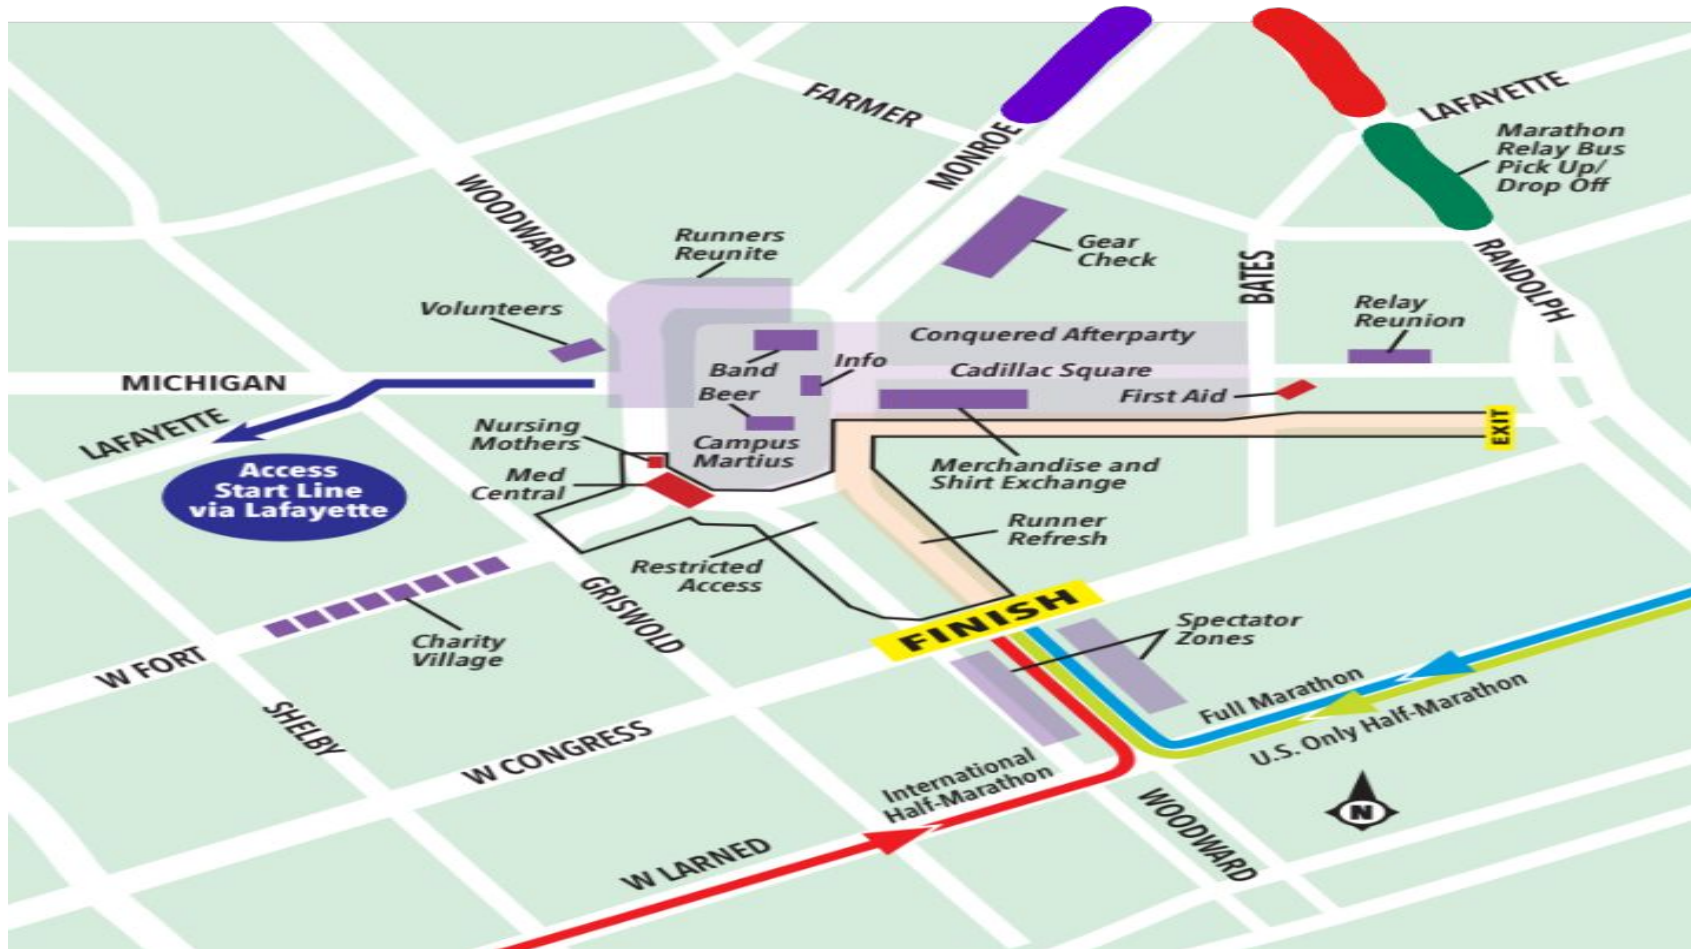 FARMER
MONROE
LAFAYETTE
Marathon
Relay Bus
Pick Up/
Drop Off
WOODWARD
Runners
Reunite
Gear
Check
BATES
RANDOLPH
Volunteers
Relay
Reunion
Conquered Afterparty
Band
Info
Cadillac Square
MICHIGAN
Beer
First Aid
LAFAYETTE
Nursing
Mothers
Campus
Martius
EXIT
Access
Start Line
via Lafayette
Med
Central
Merchandise and
Shirt Exchange
Runner
Refresh
Restricted
Access
GRISWOLD
FINISH
Spectator
Zones
Charity
Village
W FORT
SHELBY
Full Marathon
U.S. Only Half-Marathon
W CONGRESS
International
Half-Marathon
WOODWARD
N
W LARNED